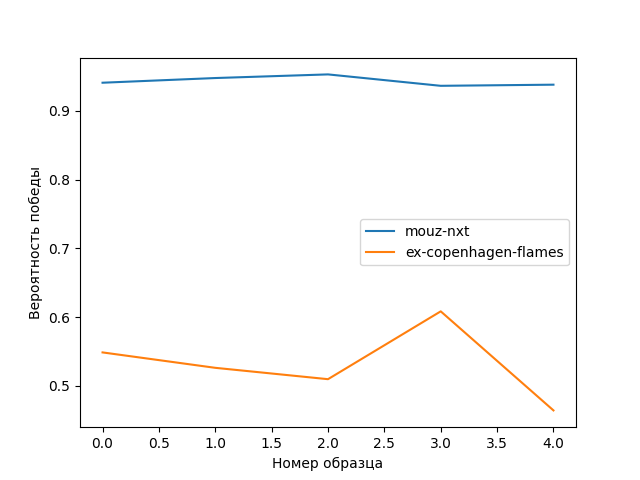 0.9
0.8
0.7
0.6
0.5
Вероятность победы
mouz-nxt
ex-copenhagen-flames
0.0 0.5 1.0 1.5 2.0 2.5 3.0 3.5 4.0
Номер образца